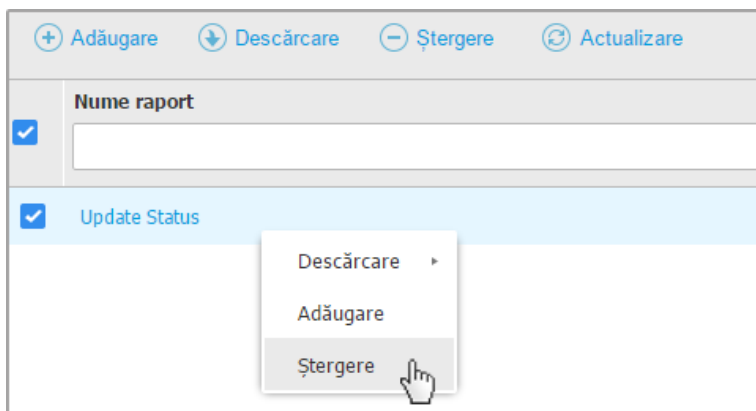 Adăugare Descărcare Ștergere Actualizare
Nume raport
Update Status
Descărcare
Adăugare
Ștergere